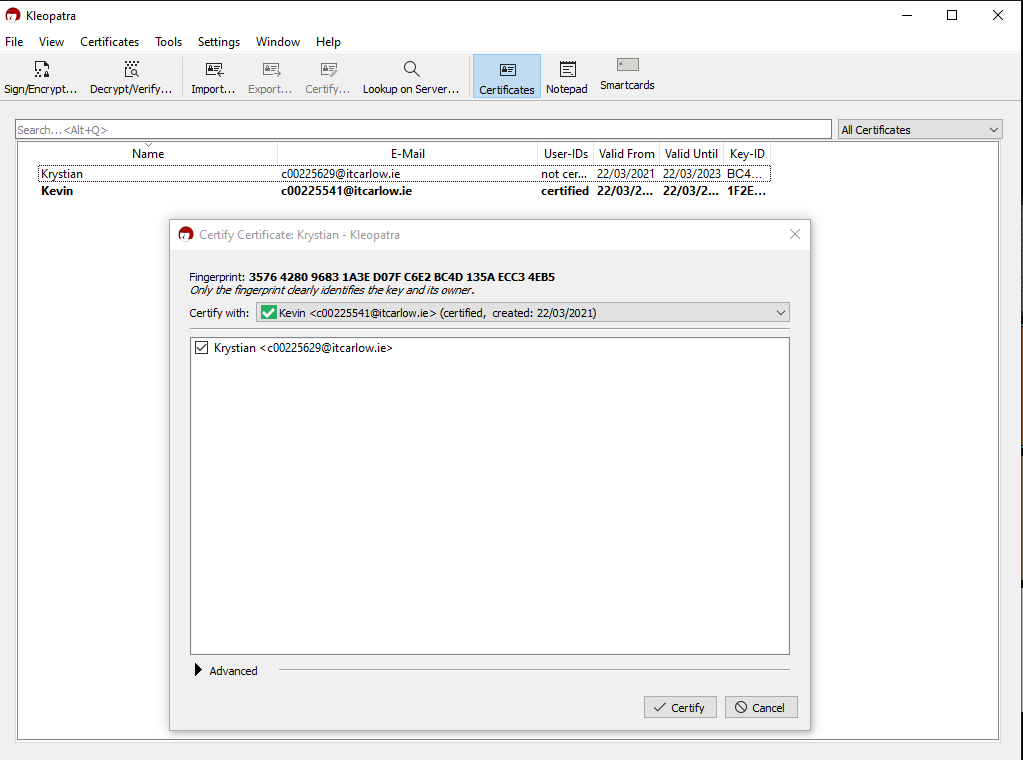 Kleopatra
File View Certificates Tools Settings Window Help
Sign/Encrypt... Decrypt/Verify... Import... Export... Certify... Lookup on Server... Certificates Notepad Smartcards
Search...<Alt+Q> All Certificates
Name E-Mail User-IDs Valid From Valid Until Key-ID
Krystian c00225629@itcarlow.ie not cer... 22/03/2021 22/03/2023 BC4...
Kevin c00225541@itcarlow.ie certified 22/03/2... 22/03/2... 1F2E...
Certify Certificate: Krystian - Kleopatra
Fingerprint: 3576 4280 9683 1A3E D07F C6E2 BC4D 135A ECC3 4EB5
Only the fingerprint clearly identifies the key and its owner.
Certify with: Kevin <c00225541@itcarlow.ie> (certified, created: 22/03/2021)
Krystian <c00225629@itcarlow.ie>
Advanced
Certify Cancel